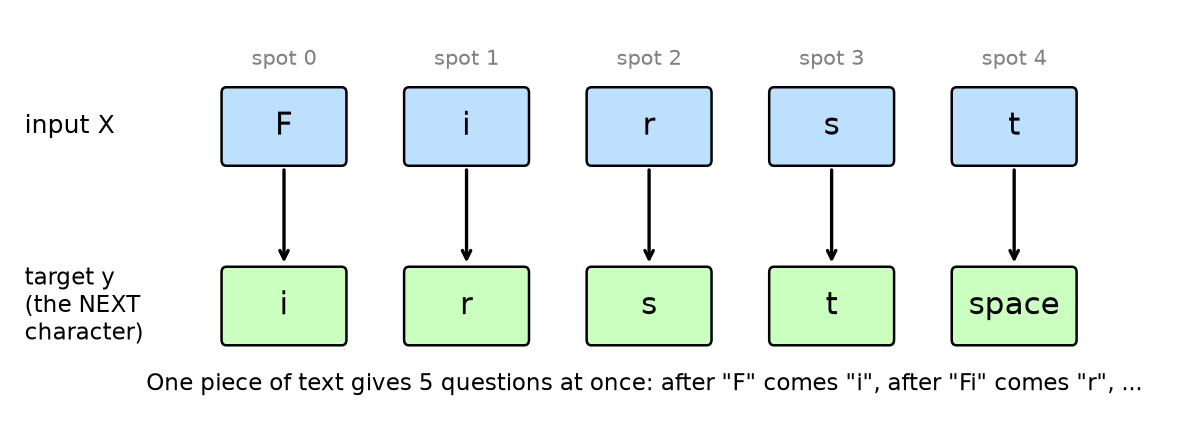 spot 0 spot 1 spot 2 spot 3 spot 4
input X F i r s t
target y
(the NEXT
character)
i r s t space
One piece of text gives 5 questions at once: after "F" comes "i", after "Fi" comes "r", ...